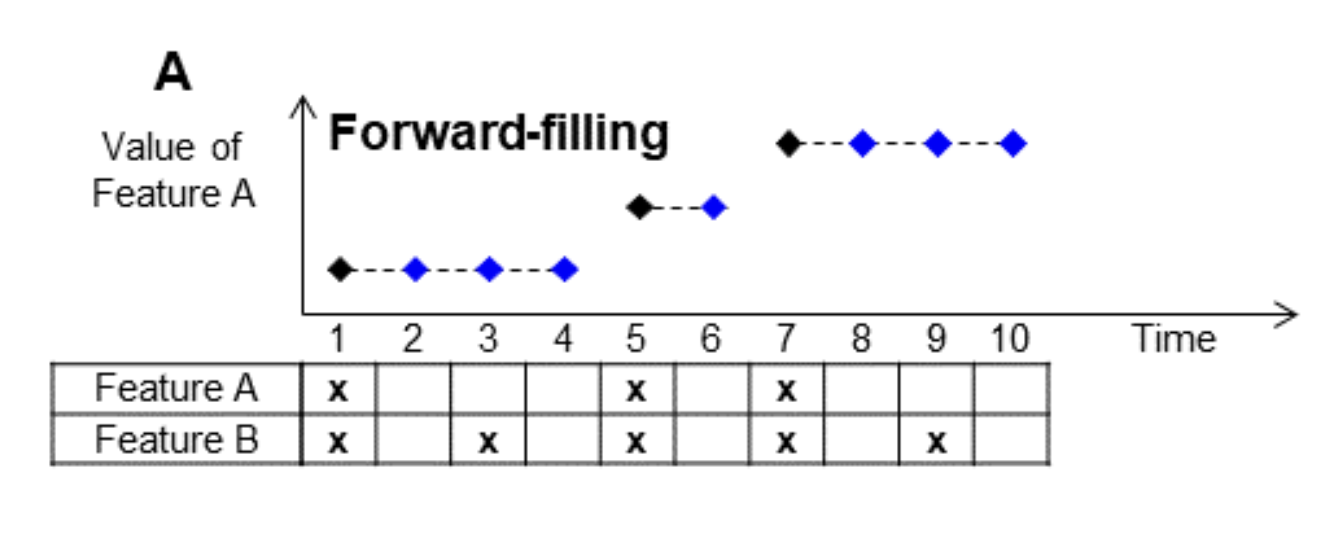 A
Value of
Feature A
Forward-filling
1 2 3 4 5 6 7 8 9 10 Time
Feature A x x x
Feature B x x x x x